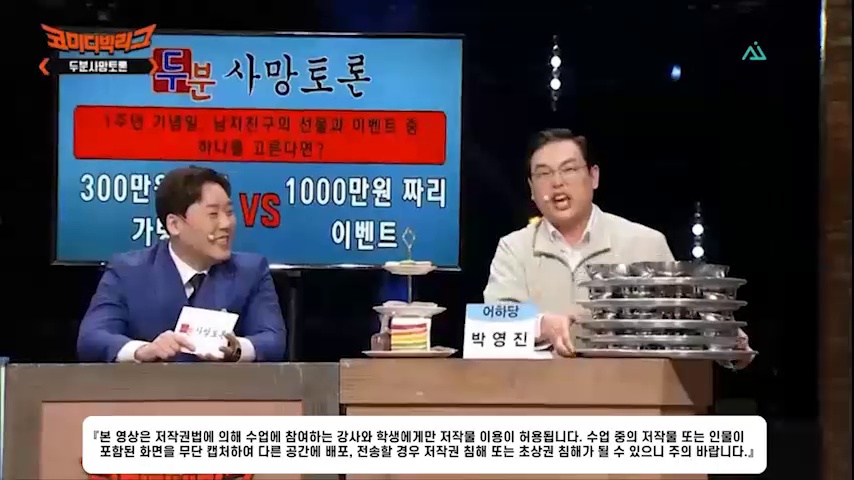 코미디빅리그
두분사망토론
두분 사망토론
1주년 기념일, 남자친구의 선물과 이벤트 중
하나를 고른다면?
300만원
VS
1000만원 짜리
이벤트
어하당
박영진
두분사망토론
『본 영상은 저작권법에 의해 수업에 참여하는 강사와 학생에게만 저작물 이용이 허용됩니다. 수업 중의 저작물 또는 인물이
포함된 화면을 무단 캡처하여 다른 공간에 배포, 전송할 경우 저작권 침해 또는 초상권 침해가 될 수 있으니 주의 바랍니다.』